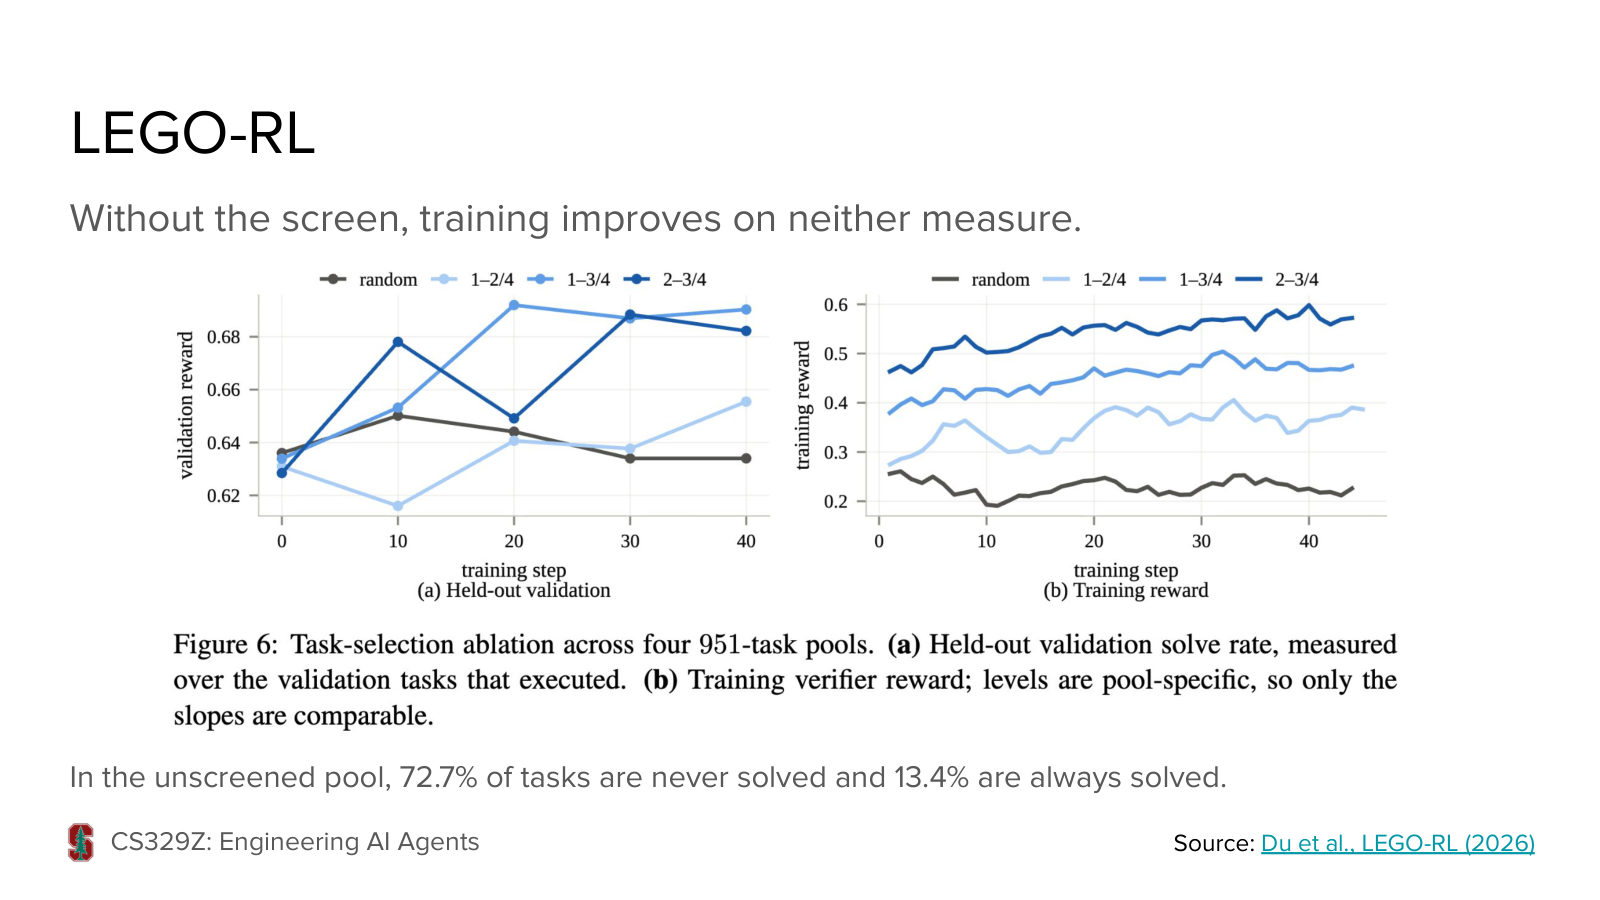 LEGO-RL
Without the screen, training improves on neither measure.
random 1–2/4 1–3/4 2–3/4
validation reward
0.68
0.66
0.64
0.62
0 10 20 30 40
training step
(a) Held-out validation
random 1–2/4 1–3/4 2–3/4
training reward
0.6
0.5
0.4
0.3
0.2
0 10 20 30 40
training step
(b) Training reward
Figure 6: Task-selection ablation across four 951-task pools. (a) Held-out validation solve rate, measured
over the validation tasks that executed. (b) Training verifier reward; levels are pool-specific, so only the
slopes are comparable.
In the unscreened pool, 72.7% of tasks are never solved and 13.4% are always solved.
CS329Z: Engineering AI Agents
Source: Du et al., LEGO-RL (2026)